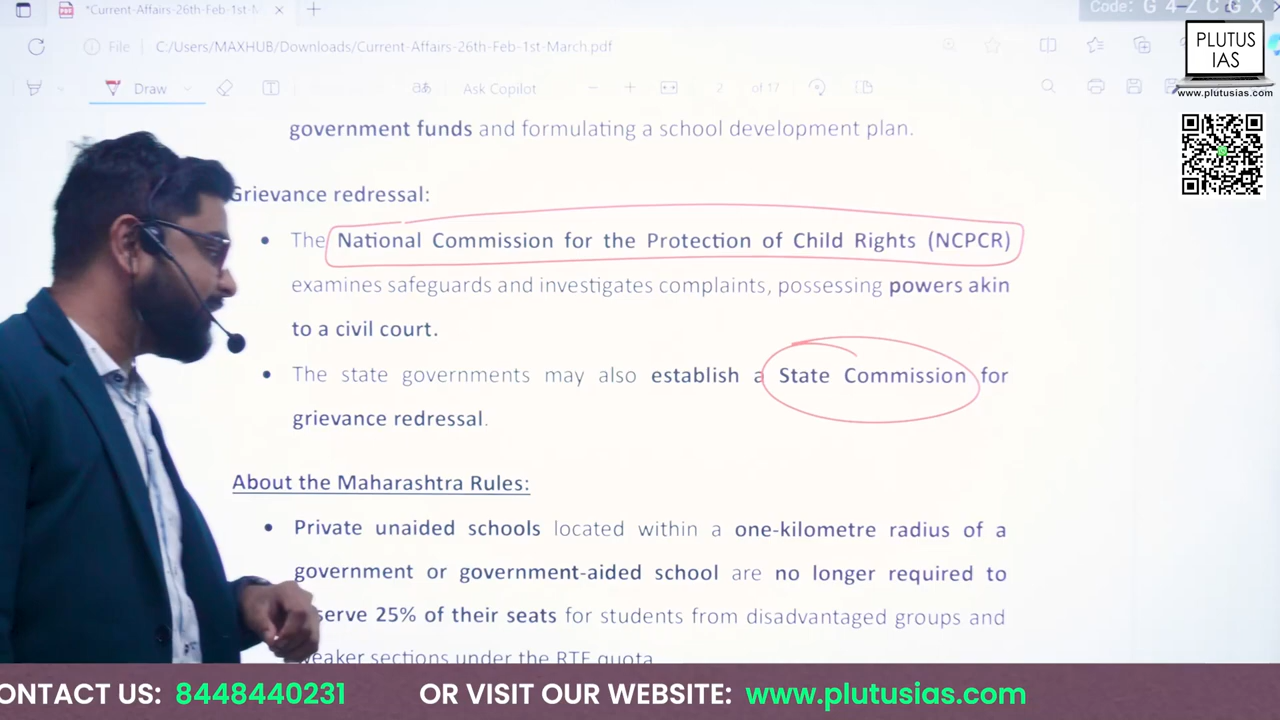 *Current-Affairs-26th-Feb-1st-M
Code: G 4 Z C G X
File C:/Users/MAXHUB/Downloads/Current-Affairs-26th-Feb-1st-March.pdf
PLUTUS
IAS
www.plutusias.com
Draw
Ask Copilot
2 of 17
government funds and formulating a school development plan.
Grievance redressal:
• The National Commission for the Protection of Child Rights (NCPCR)
examines safeguards and investigates complaints, possessing powers akin
to a civil court.
• The state governments may also establish a State Commission for
grievance redressal.
About the Maharashtra Rules:
• Private unaided schools located within a one-kilometre radius of a
government or government-aided school are no longer required to
serve 25% of their seats for students from disadvantaged groups and
weaker sections under the RTE quota
ONTACT US: 8448440231 OR VISIT OUR WEBSITE: www.plutusias.com